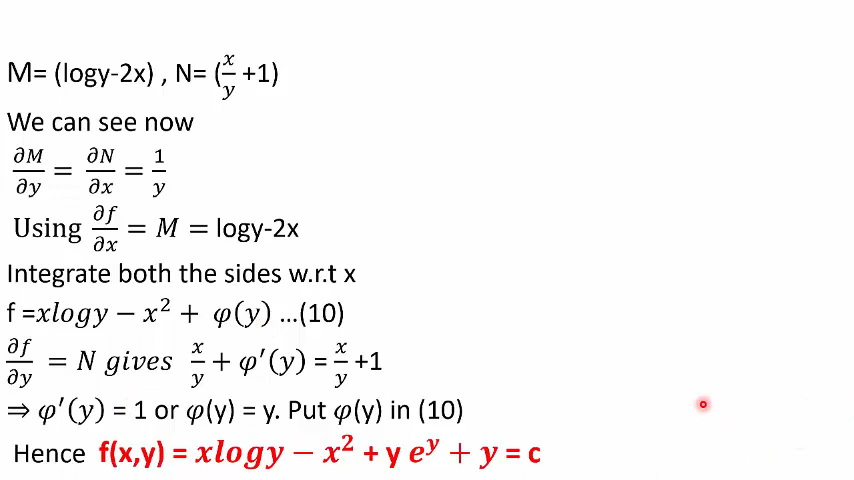 M= (logy-2x) , N= (x/y +1)
We can see now
∂M/∂y = ∂N/∂x = 1/y
Using ∂f/∂x = M = logy-2x
Integrate both the sides w.r.t x
f =xlogy − x² + φ(y) ...(10)
∂f/∂y = N gives x/y + φ′(y) = x/y +1
⇒ φ′(y) = 1 or φ(y) = y. Put φ(y) in (10)
Hence f(x,y) = xlogy − x² + y e^y + y = c